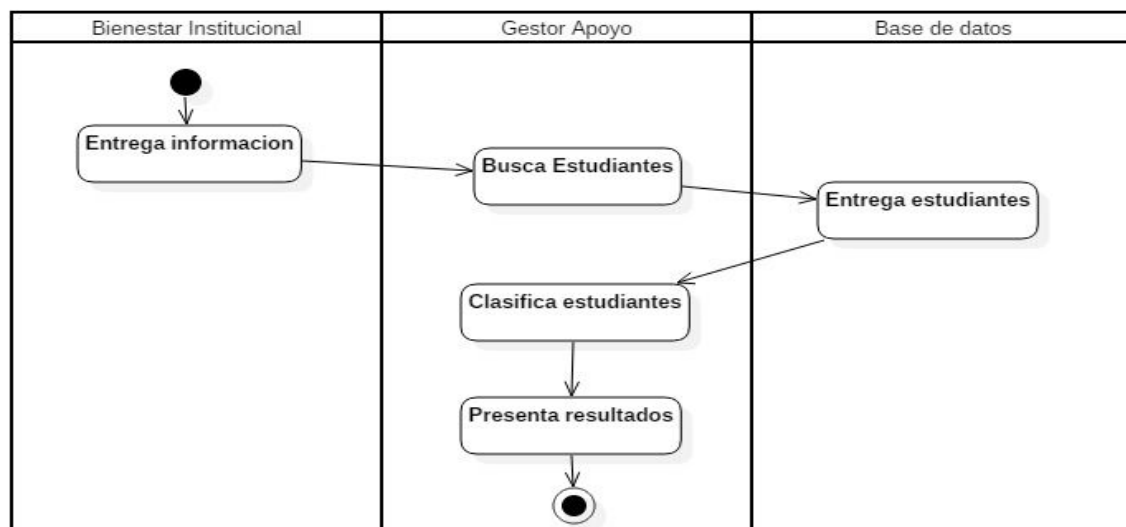 Bienestar Institucional
Gestor Apoyo
Base de datos
Entrega informacion
Busca Estudiantes
Entrega estudiantes
Clasifica estudiantes
Presenta resultados